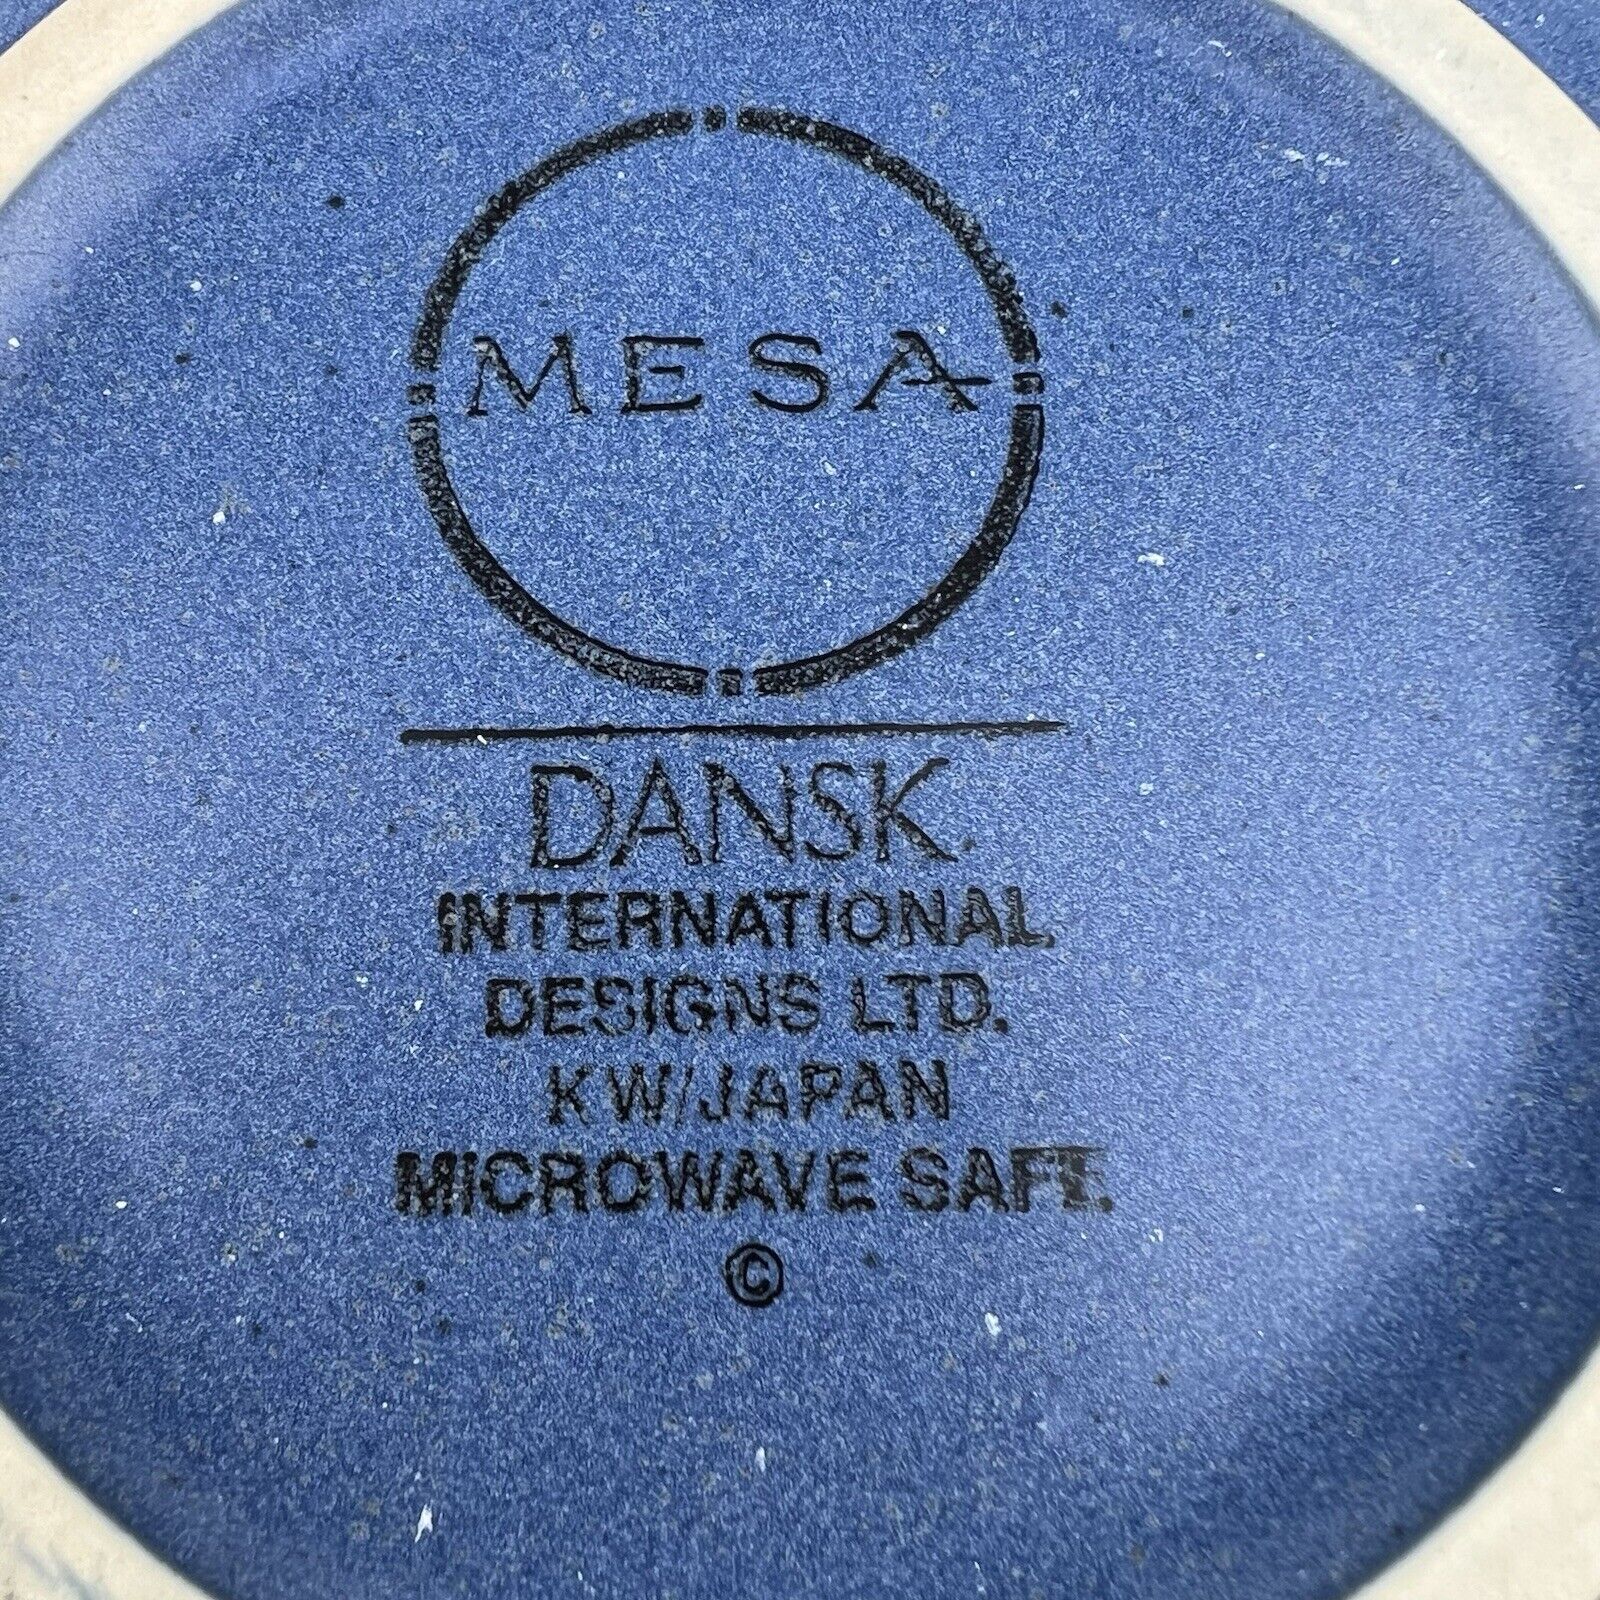 MESA
DANSK
INTERNATIONAL
DESIGNS LTD.
KW/JAPAN
MICROWAVE SAFE
©